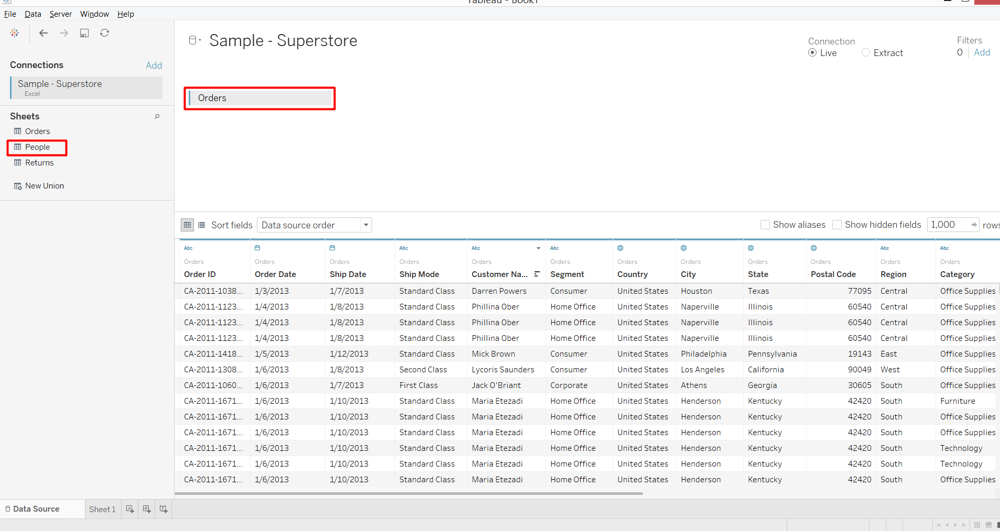 Tableau - Book1
File Data Server Window Help
Sample - Superstore
Connection
Live Extract
Filters
0 Add
Connections Add
Sample - Superstore
Excel
Orders
Sheets
Orders
People
Returns
New Union
Sort fields Data source order Show aliases Show hidden fields 1,000 rows
Abc Abc Abc Abc Abc Abc
Orders Orders Orders Orders Orders Orders Orders Orders Orders Orders Orders Orders
Order ID Order Date Ship Date Ship Mode Customer Na... Segment Country City State Postal Code Region Category
CA-2011-1038... 1/3/2013 1/7/2013 Standard Class Darren Powers Consumer United States Houston Texas 77095 Central Office Supplies
CA-2011-1123... 1/4/2013 1/8/2013 Standard Class Phillina Ober Home Office United States Naperville Illinois 60540 Central Office Supplies
CA-2011-1123... 1/4/2013 1/8/2013 Standard Class Phillina Ober Home Office United States Naperville Illinois 60540 Central Office Supplies
CA-2011-1123... 1/4/2013 1/8/2013 Standard Class Phillina Ober Home Office United States Naperville Illinois 60540 Central Office Supplies
CA-2011-1418... 1/5/2013 1/12/2013 Standard Class Mick Brown Consumer United States Philadelphia Pennsylvania 19143 East Office Supplies
CA-2011-1308... 1/6/2013 1/8/2013 Second Class Lycoris Saunders Consumer United States Los Angeles California 90049 West Office Supplies
CA-2011-1060... 1/6/2013 1/7/2013 First Class Jack O'Briant Corporate United States Athens Georgia 30605 South Office Supplies
CA-2011-1671... 1/6/2013 1/10/2013 Standard Class Maria Etezadi Home Office United States Henderson Kentucky 42420 South Furniture
CA-2011-1671... 1/6/2013 1/10/2013 Standard Class Maria Etezadi Home Office United States Henderson Kentucky 42420 South Office Supplies
CA-2011-1671... 1/6/2013 1/10/2013 Standard Class Maria Etezadi Home Office United States Henderson Kentucky 42420 South Office Supplies
CA-2011-1671... 1/6/2013 1/10/2013 Standard Class Maria Etezadi Home Office United States Henderson Kentucky 42420 South Technology
CA-2011-1671... 1/6/2013 1/10/2013 Standard Class Maria Etezadi Home Office United States Henderson Kentucky 42420 South Technology
CA-2011-1671... 1/6/2013 1/10/2013 Standard Class Maria Etezadi Home Office United States Henderson Kentucky 42420 South Office Supplies
Data Source Sheet 1